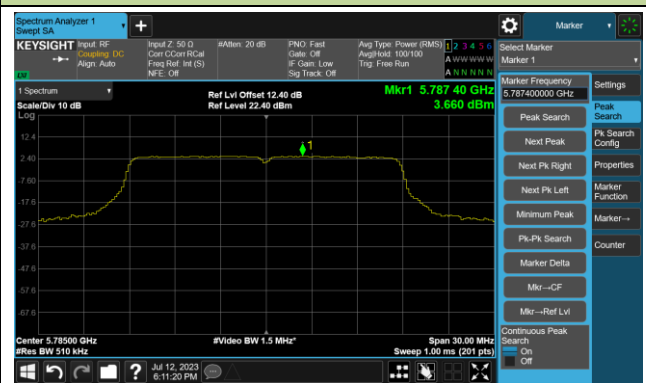 Spectrum Analyzer 1
Swept SA
Marker
KEYSIGHT
Input: RF
Coupling: DC
Align: Auto
Input Z: 50 Ω
Corr CCorr RCal
Freq Ref: Int (S)
NFE: Off
#Atten: 20 dB
PNO: Fast
Gate: Off
IF Gain: Low
Sig Track: Off
Avg Type: Power (RMS)
Avg|Hold: 100/100
Trig: Free Run
1 2 3 4 5 6
A W W W W W
A N N N N N
LXI
Select Marker
Marker 1
1 Spectrum
Scale/Div 10 dB
Log
Ref Lvl Offset 12.40 dB
Ref Level 22.40 dBm
Mkr1 5.787 40 GHz
3.660 dBm
12.4
2.40
-7.60
-17.6
-27.6
-37.6
-47.6
-57.6
-67.6
1
Center 5.78500 GHz
#Res BW 510 kHz
#Video BW 1.5 MHz*
Span 30.00 MHz
Sweep 1.00 ms (201 pts)
Marker Frequency
5.787400000 GHz
Peak Search
Next Peak
Next Pk Right
Next Pk Left
Minimum Peak
Pk-Pk Search
Marker Delta
Mkr→CF
Mkr→Ref Lvl
Continuous Peak
Search
On
Off
Settings
Peak
Search
Pk Search
Config
Properties
Marker
Function
Marker→
Counter
?
Jul 12, 2023
6:11:20 PM